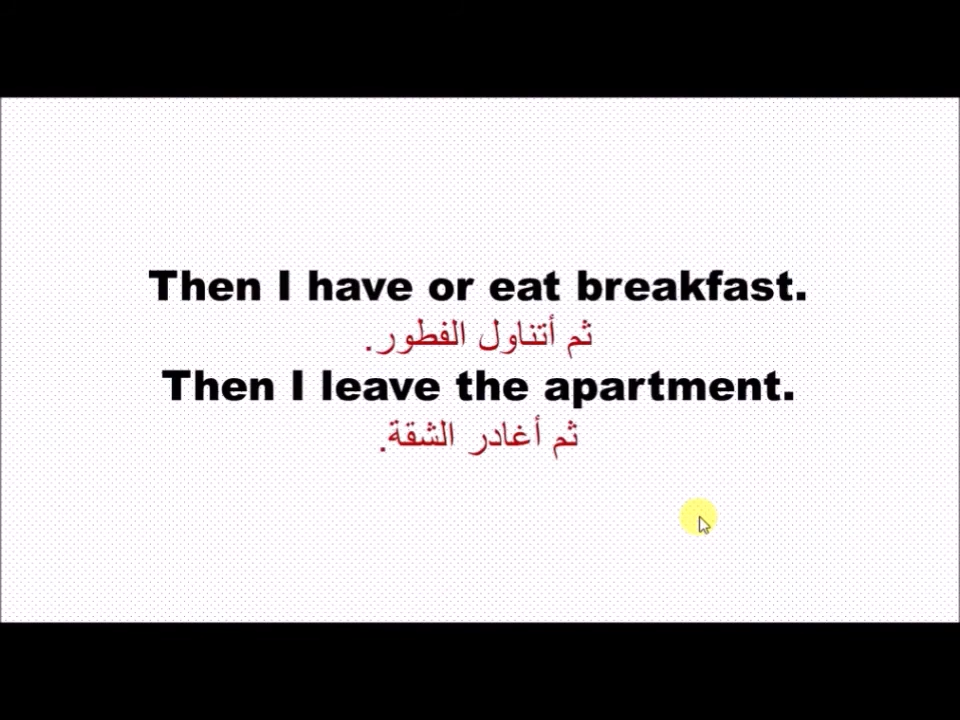 Then I have or eat breakfast.
ثم أتناول الفطور.
Then I leave the apartment.
ثم أغادر الشقة.